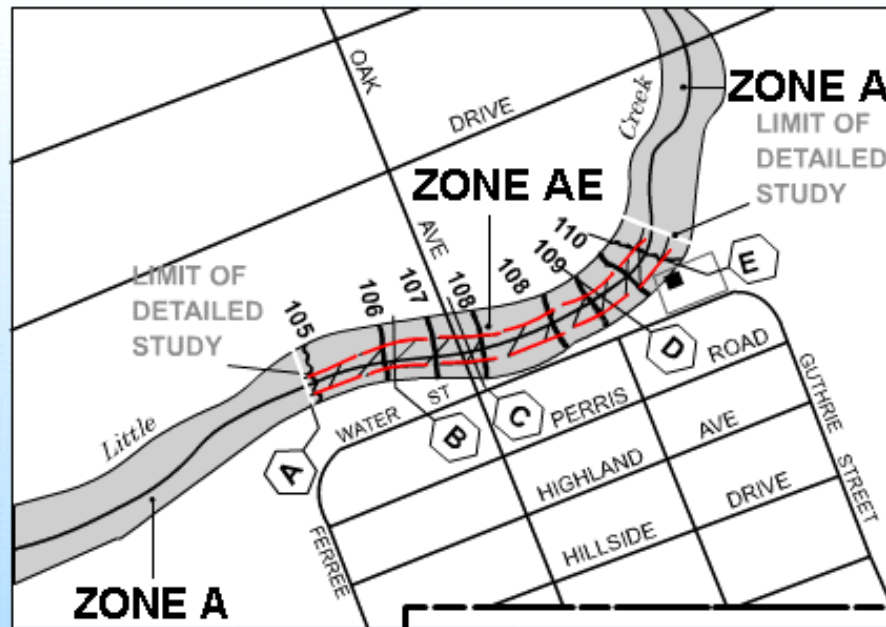 OAK
DRIVE
Creek
ZONE A
LIMIT OF
DETAILED
STUDY
ZONE AE
AVE
110
109
108
108
107
106
105
LIMIT OF
DETAILED
STUDY
E
D
C
B
A
Little
WATER ST
PERRIS ROAD
HIGHLAND AVE
HILLSIDE DRIVE
GUTHRIE STREET
FERREE
ZONE A